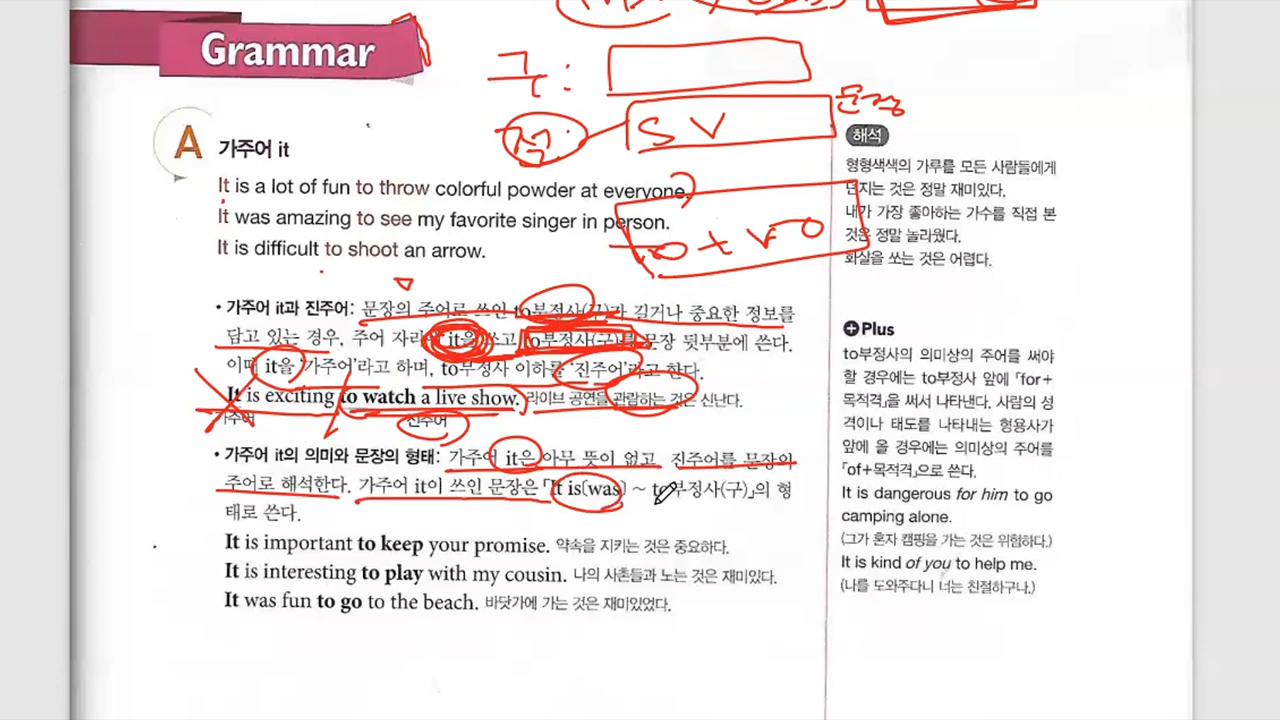 Grammar
구 :
절
S V
문장
A 가주어 it
It is a lot of fun to throw colorful powder at everyone.
It was amazing to see my favorite singer in person.
It is difficult to shoot an arrow.
to + V O
• 가주어 it과 진주어: 문장의 주어로 쓰인 to부정사(구)가 길거나 중요한 정보를
담고 있는 경우, 주어 자리에 it을 쓰고 to부정사(구)를 문장 뒷부분에 쓴다.
이때 it을 '가주어'라고 하며, to부정사 이하를 '진주어'라고 한다.
It is exciting to watch a live show. 라이브 공연을 관람하는 것은 신난다.
가주어 진주어
• 가주어 it의 의미와 문장의 형태: 가주어 it은 아무 뜻이 없고, 진주어를 문장의
주어로 해석한다. 가주어 it이 쓰인 문장은 「It is[was] ~ to부정사(구)」의 형
태로 쓴다.
It is important to keep your promise. 약속을 지키는 것은 중요하다.
It is interesting to play with my cousin. 나의 사촌들과 노는 것은 재미있다.
It was fun to go to the beach. 바닷가에 가는 것은 재미있었다.
해석
형형색색의 가루를 모든 사람들에게
던지는 것은 정말 재미있다.
내가 가장 좋아하는 가수를 직접 본
것은 정말 놀라웠다.
화살을 쏘는 것은 어렵다.
+Plus
to부정사의 의미상의 주어를 써야
할 경우에는 to부정사 앞에 「for+
목적격」을 써서 나타낸다. 사람의 성
격이나 태도를 나타내는 형용사가
앞에 올 경우에는 의미상의 주어를
「of+목적격」으로 쓴다.
It is dangerous for him to go
camping alone.
(그가 혼자 캠핑을 가는 것은 위험하다.)
It is kind of you to help me.
(나를 도와주다니 너는 친절하구나.)